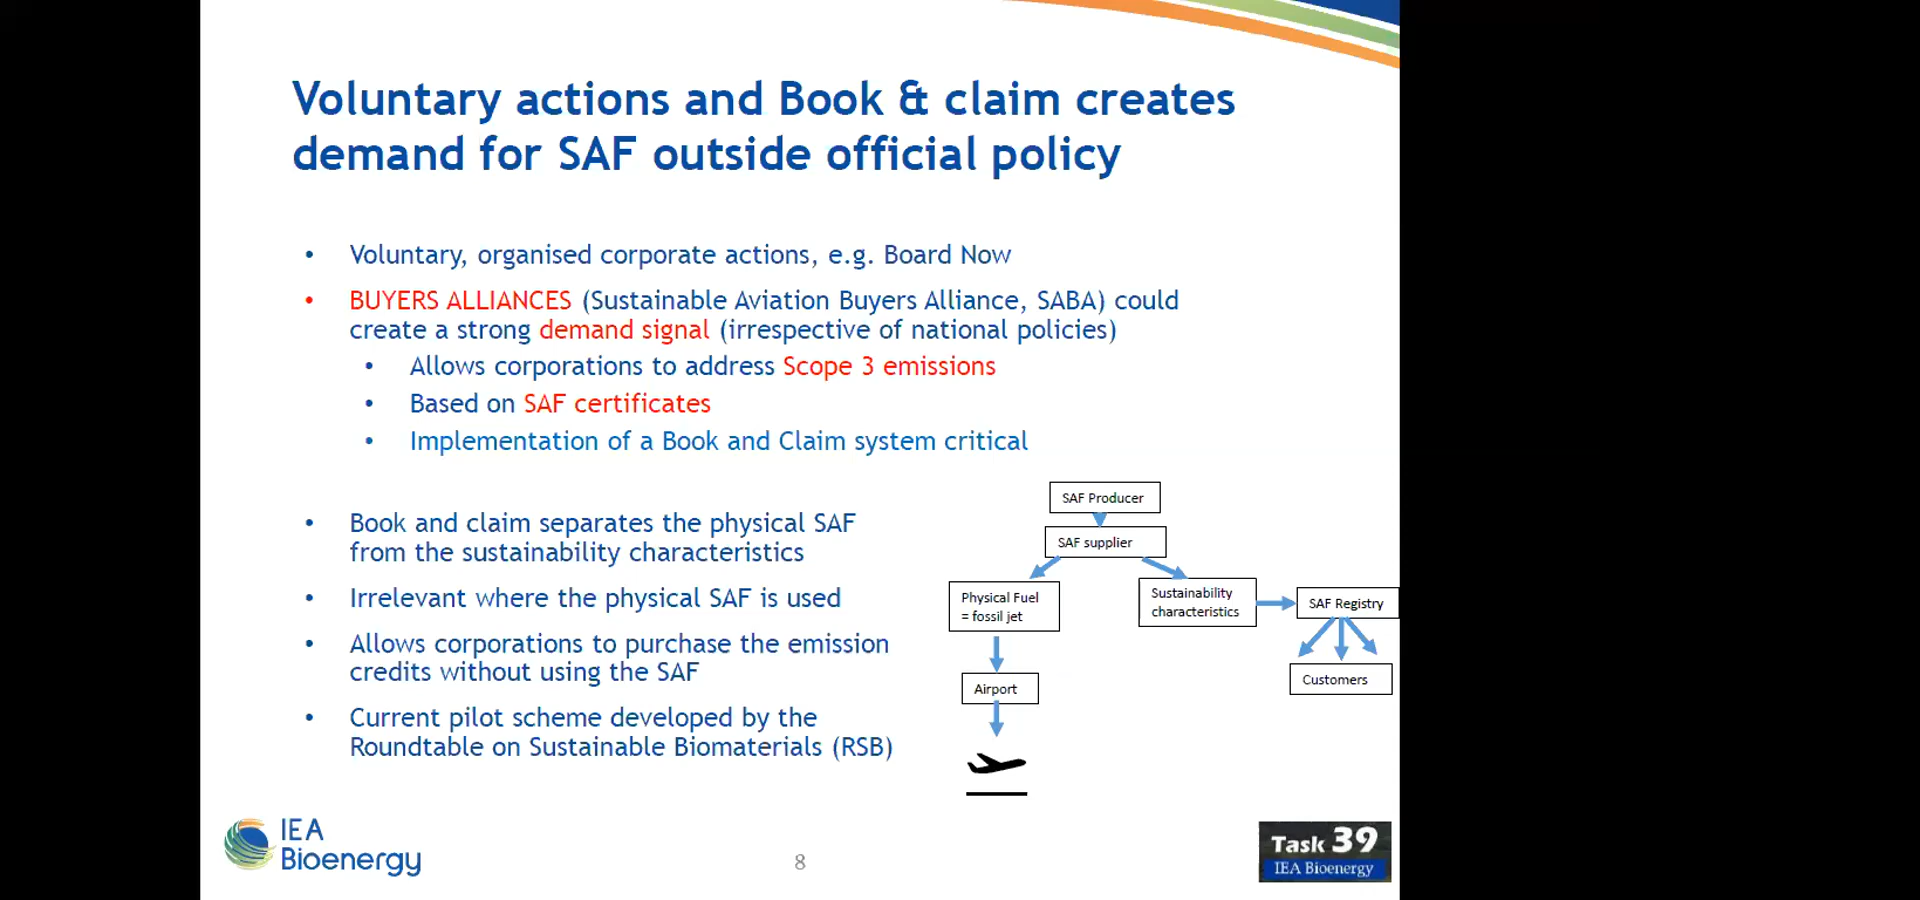 Voluntary actions and Book & claim creates
demand for SAF outside official policy
• Voluntary, organised corporate actions, e.g. Board Now
• BUYERS ALLIANCES (Sustainable Aviation Buyers Alliance, SABA) could
create a strong demand signal (irrespective of national policies)
• Allows corporations to address Scope 3 emissions
• Based on SAF certificates
• Implementation of a Book and Claim system critical
• Book and claim separates the physical SAF
from the sustainability characteristics
• Irrelevant where the physical SAF is used
• Allows corporations to purchase the emission
credits without using the SAF
• Current pilot scheme developed by the
Roundtable on Sustainable Biomaterials (RSB)
SAF Producer
SAF supplier
Physical Fuel
= fossil jet
Sustainability
characteristics
SAF Registry
Airport
Customers
IEA
Bioenergy
8
Task 39
IEA Bioenergy